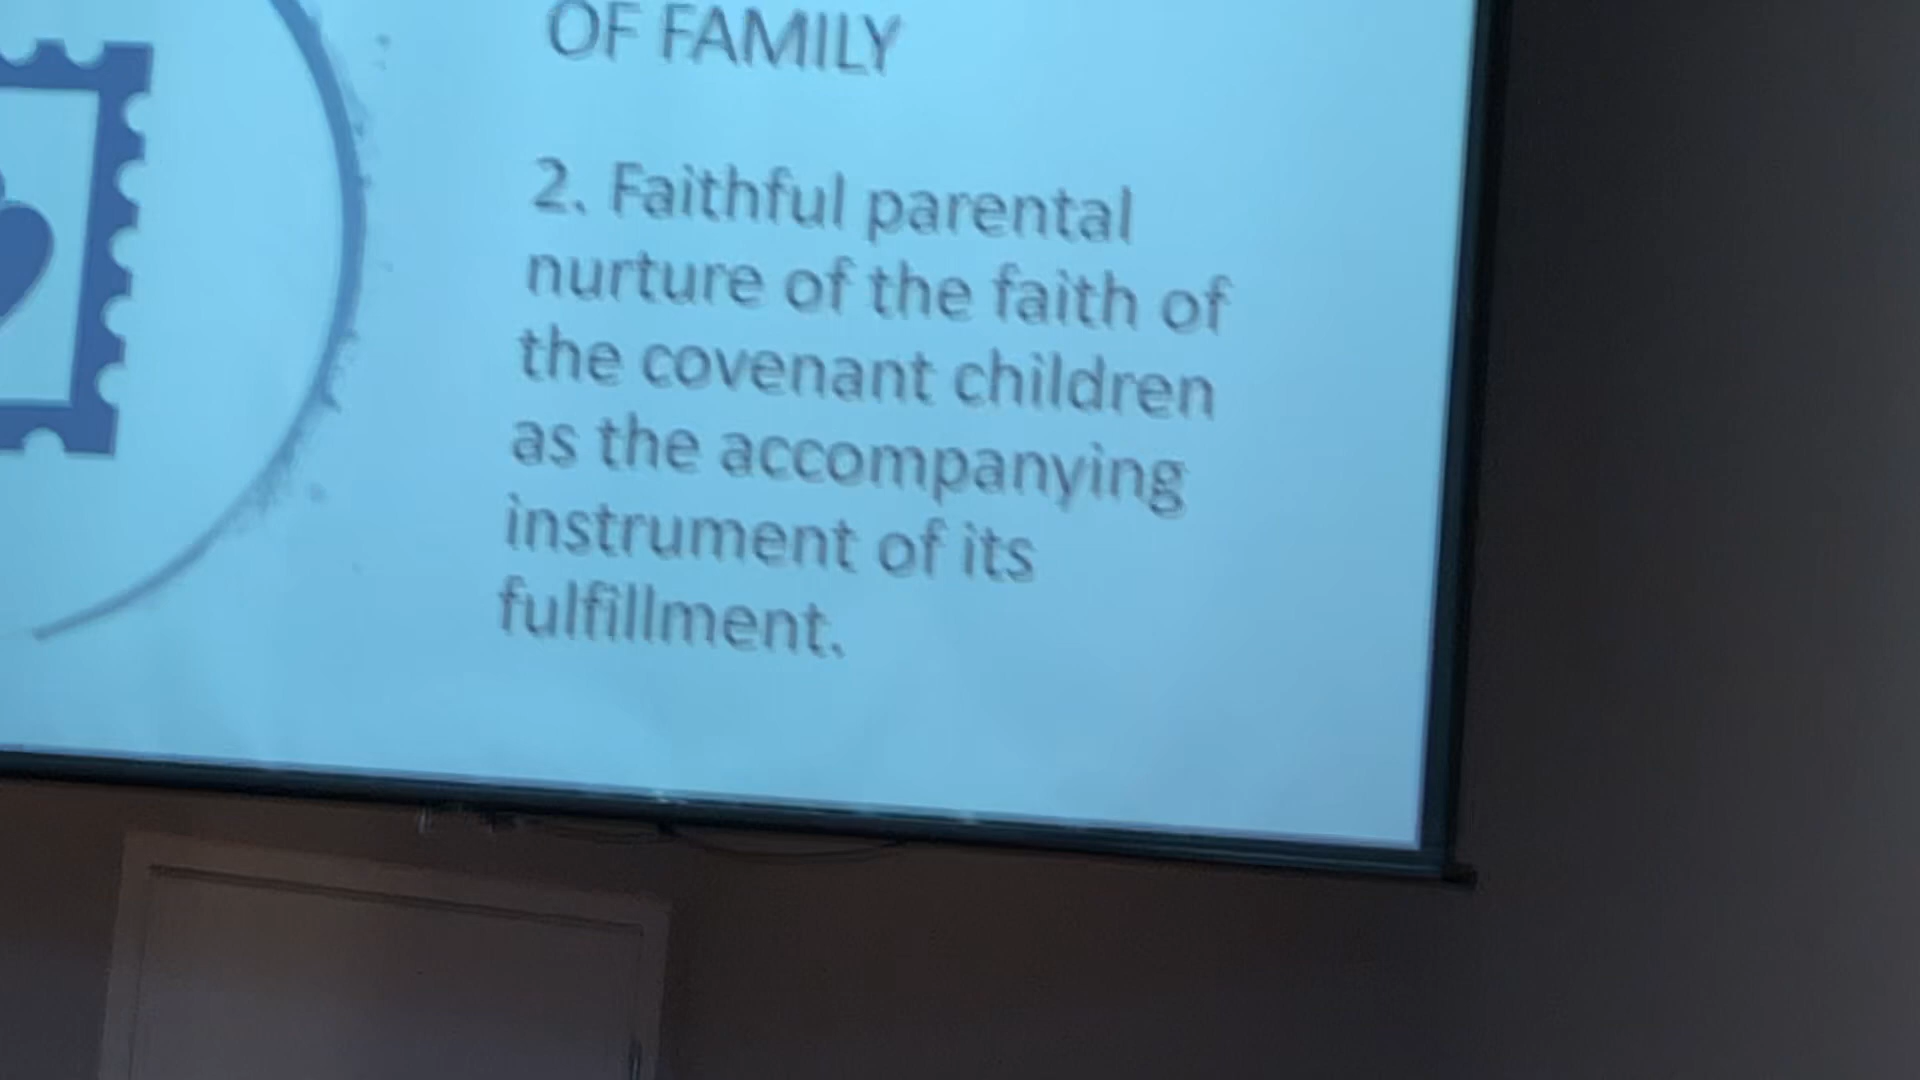 OF FAMILY
2. Faithful parental
nurture of the faith of
the covenant children
as the accompanying
instrument of its
fulfillment.